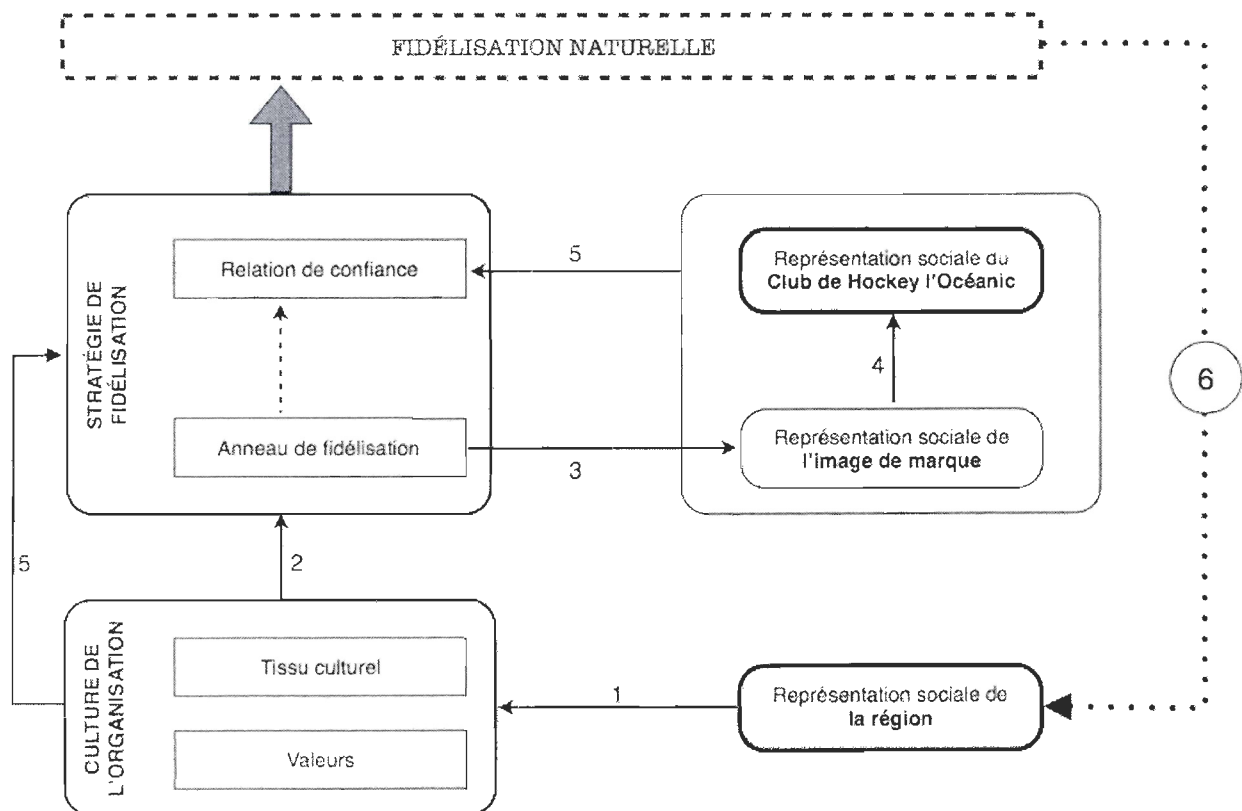 FIDÉLISATION NATURELLE
STRATÉGIE DE
FIDÉLISATION
Relation de confiance
5
Représentation sociale du
Club de Hockey l'Océanic
4
6
Anneau de fidélisation
3
Représentation sociale de
l'image de marque
5
2
CULTURE DE
L'ORGANISATION
Tissu culturel
Valeurs
1
Représentation sociale de
la région